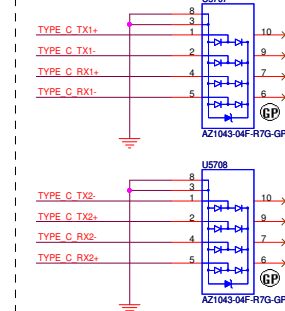 8
3
TYPE_C_TX1+ 1 10
TYPE_C_TX1- 2 9
TYPE_C_RX1+ 4 7
TYPE_C_RX1- 5 6
GP
AZ1043-04F-R7G-GP
U5708
8
3
TYPE_C_TX2- 1 10
TYPE_C_TX2+ 2 9
TYPE_C_RX2- 4 7
TYPE_C_RX2+ 5 6
GP
AZ1043-04F-R7G-GP